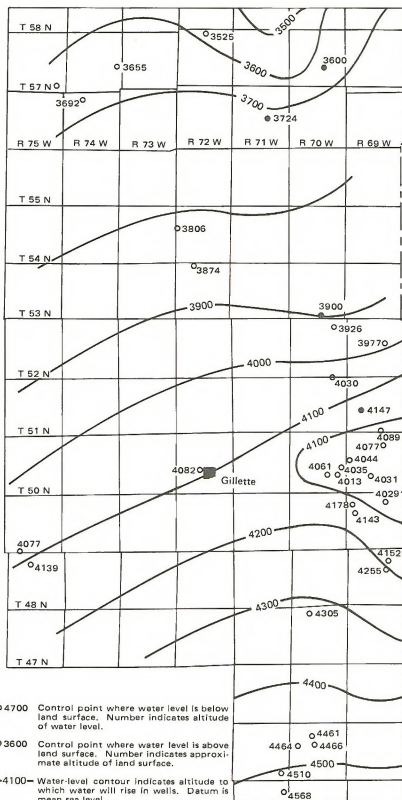 T 58 N
3525
3500
3655
3600
3600
T 57 N
3692
3700
3724
R 75 W R 74 W R 73 W R 72 W R 71 W R 70 W R 69 W
T 55 N
3806
T 54 N
3874
3900
3900
T 53 N
3926
3977
4000
T 52 N
4030
4100
4147
T 51 N
4100
4089
4077
4082
4044
4061
4035
4013
4031
Gillette
T 50 N
4029
4178
4143
4200
4077
4139
4152
4255
T 48 N
4300
4305
T 47 N
4400
4700 Control point where water level is below
land surface. Number indicates altitude
of water level.
4461
4464
4466
3600 Control point where water level is above
land surface. Number indicates approxi-
mate altitude of land surface.
4500
4510
4100 Water-level contour indicates altitude to
which water will rise in wells. Datum is
mean sea level
4568